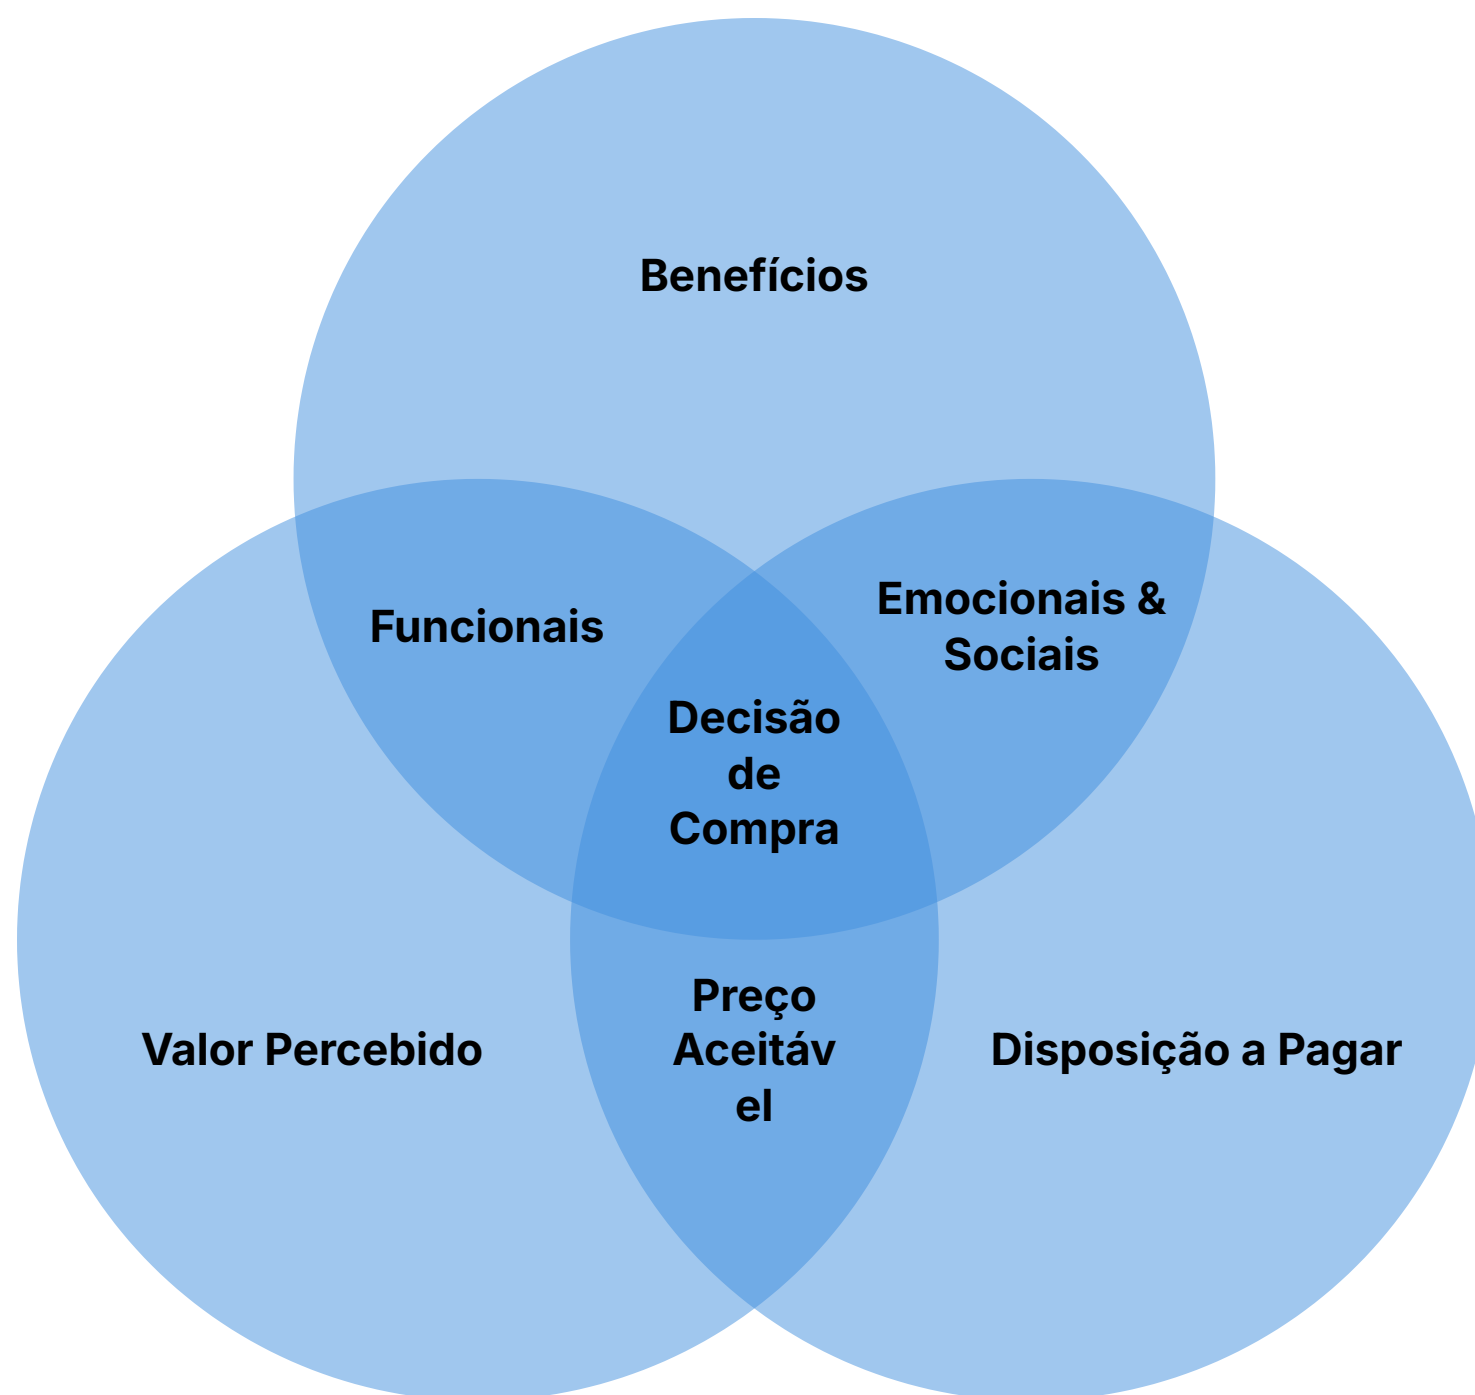 Benefícios
Funcionais
Emocionais &
Sociais
Decisão
de
Compra
Valor Percebido
Preço
Aceitáv
el
Disposição a Pagar